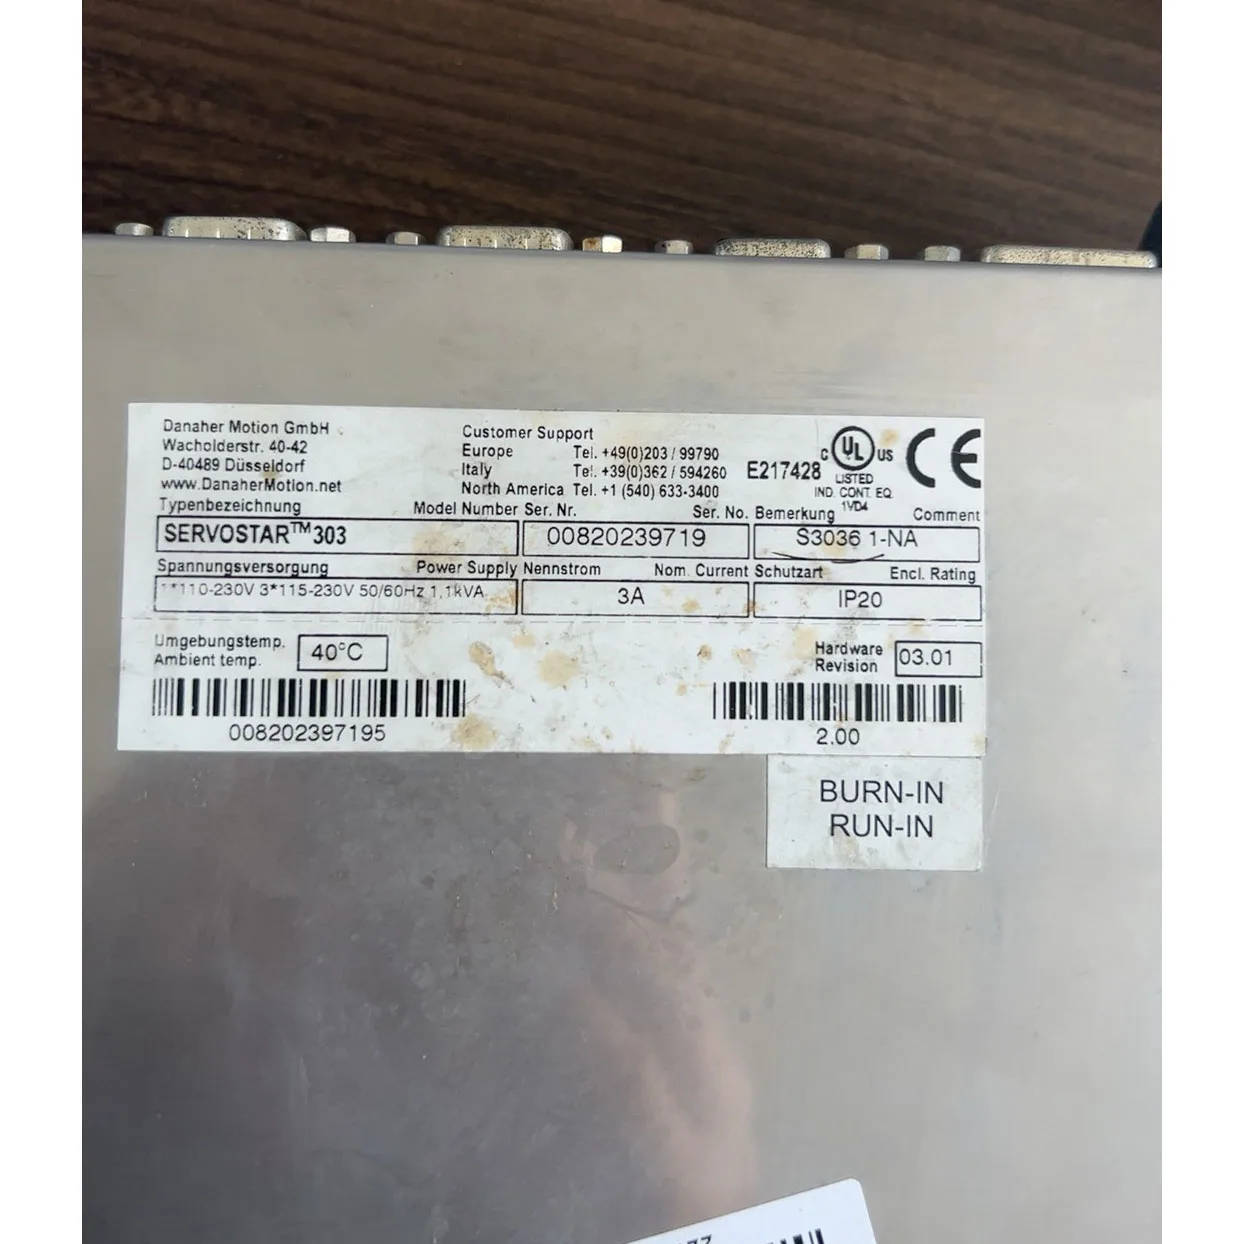 Danaher Motion GmbH
Wacholderstr. 40-42
D-40489 Düsseldorf
www.DanaherMotion.net
Customer Support
Europe Tel. +49(0)203 / 99790
Italy Tel. +39(0)362 / 594260
North America Tel. +1 (540) 633-3400
E217428
C UL US
LISTED
IND. CONT. EQ.
1VD4
CE
Typenbezeichnung Model Number Ser. Nr. Ser. No. Bemerkung Comment
SERVOSTAR™303 00820239719 S3036 1-NA
Spannungsversorgung Power Supply Nennstrom Nom. Current Schutzart Encl. Rating
1*110-230V 3*115-230V 50/60Hz 1,1kVA 3A IP20
Umgebungstemp.
Ambient temp.
40°C
Hardware
Revision
03.01
008202397195
2.00
BURN-IN
RUN-IN